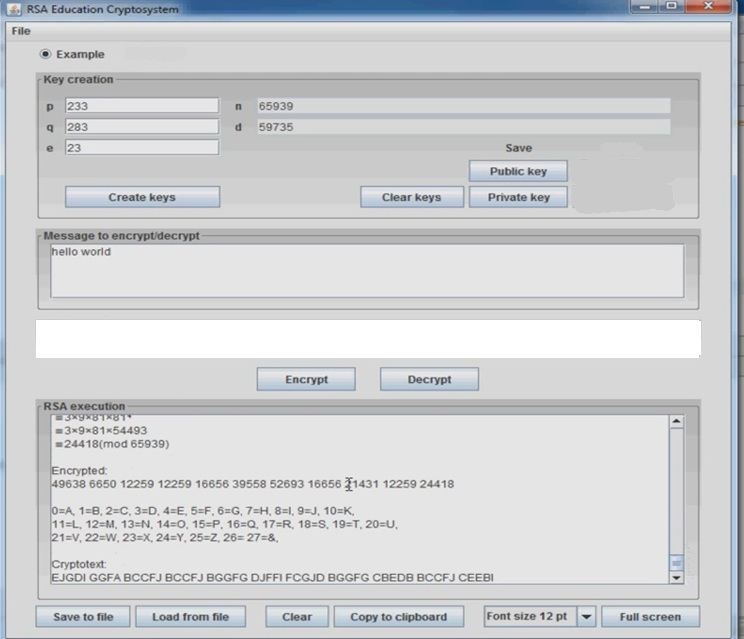 RSA Education Cryptosystem
File
Example
Key creation
p 233 n 65939
q 283 d 59735
e 23
Save
Public key
Create keys Clear keys Private key
Message to encrypt/decrypt
hello world
Encrypt Decrypt
RSA execution
≡3×9×81×81⁴
≡3×9×81×54493
≡24418(mod 65939)
Encrypted:
49638 6650 12259 12259 16656 39558 52693 16656 21431 12259 24418
0=A, 1=B, 2=C, 3=D, 4=E, 5=F, 6=G, 7=H, 8=I, 9=J, 10=K,
11=L, 12=M, 13=N, 14=O, 15=P, 16=Q, 17=R, 18=S, 19=T, 20=U,
21=V, 22=W, 23=X, 24=Y, 25=Z, 26= 27=&,
Cryptotext:
EJGDI GGFA BCCFJ BCCFJ BGGFG DJFFI FCGJD BGGFG CBEDB BCCFJ CEEBI
Save to file Load from file Clear Copy to clipboard Font size 12 pt Full screen